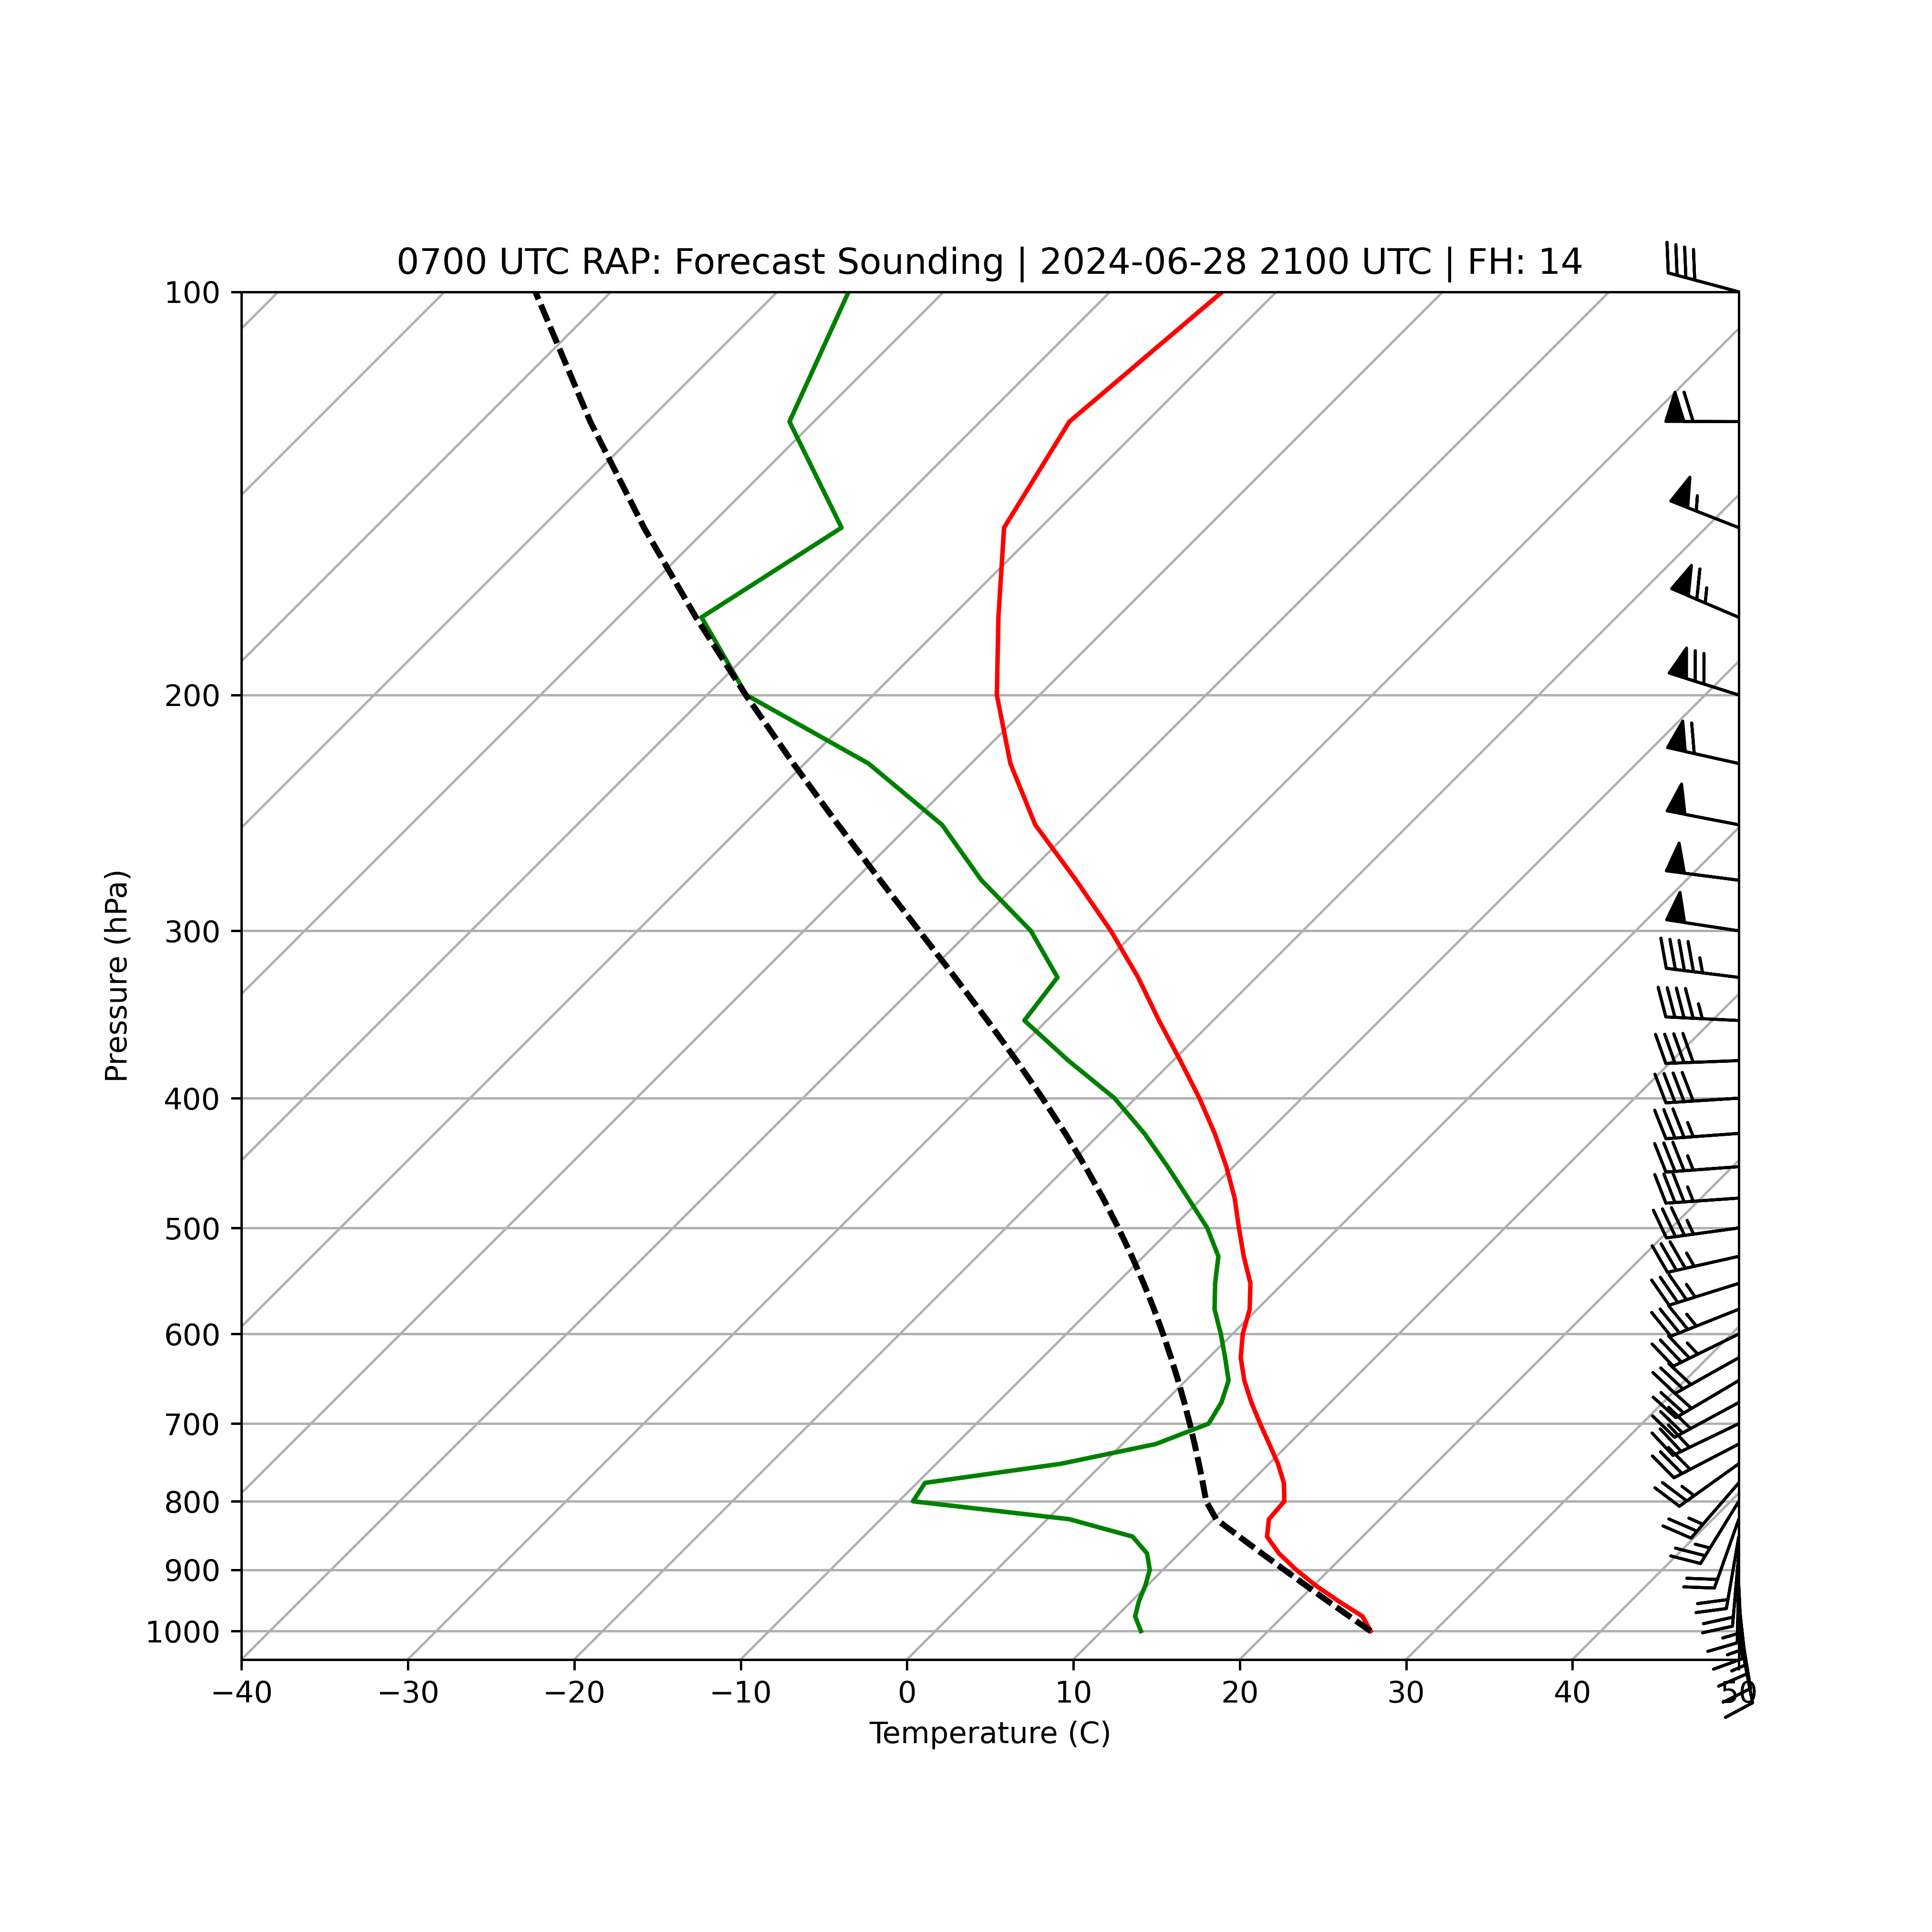 0700 UTC RAP: Forecast Sounding | 2024-06-28 2100 UTC | FH: 14
100
200
300
400
500
600
700
800
900
1000
Pressure (hPa)
−40 −30 −20 −10 0 10 20 30 40 50
Temperature (C)